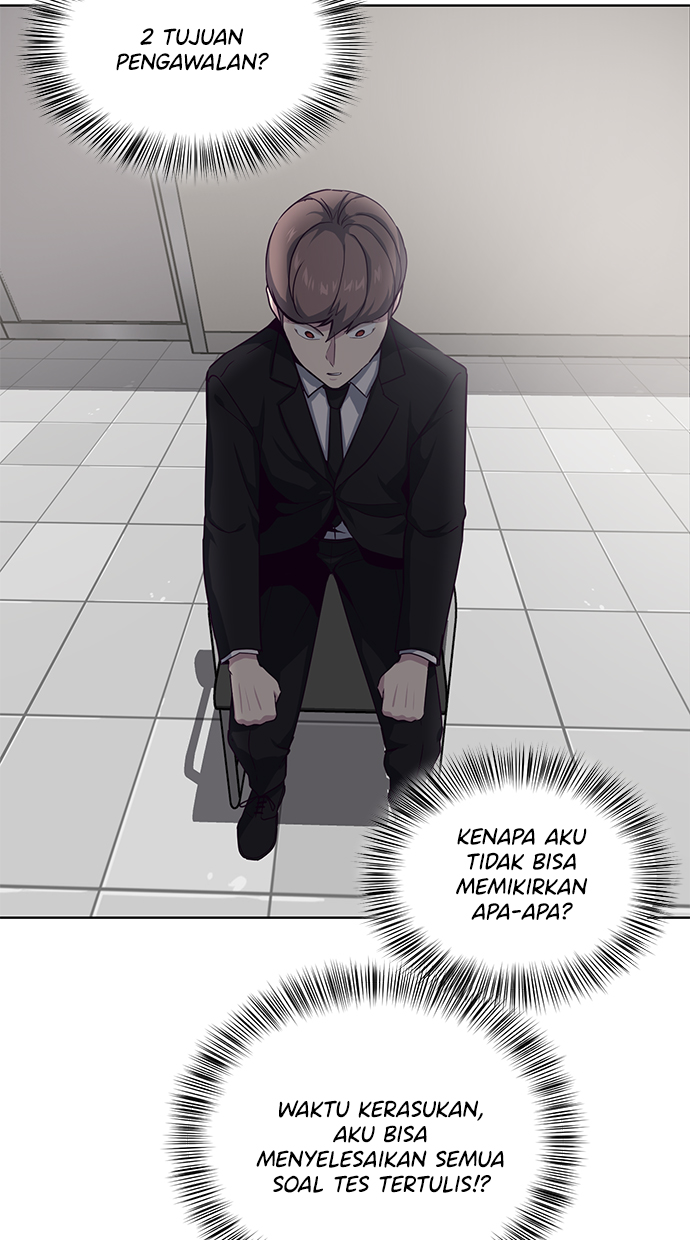 2 TUJUAN
PENGAWALAN?
KENAPA AKU
TIDAK BISA
MEMIKIRKAN
APA-APA?
WAKTU KERASUKAN,
AKU BISA
MENYELESAIKAN SEMUA
SOAL TES TERTULIS!?